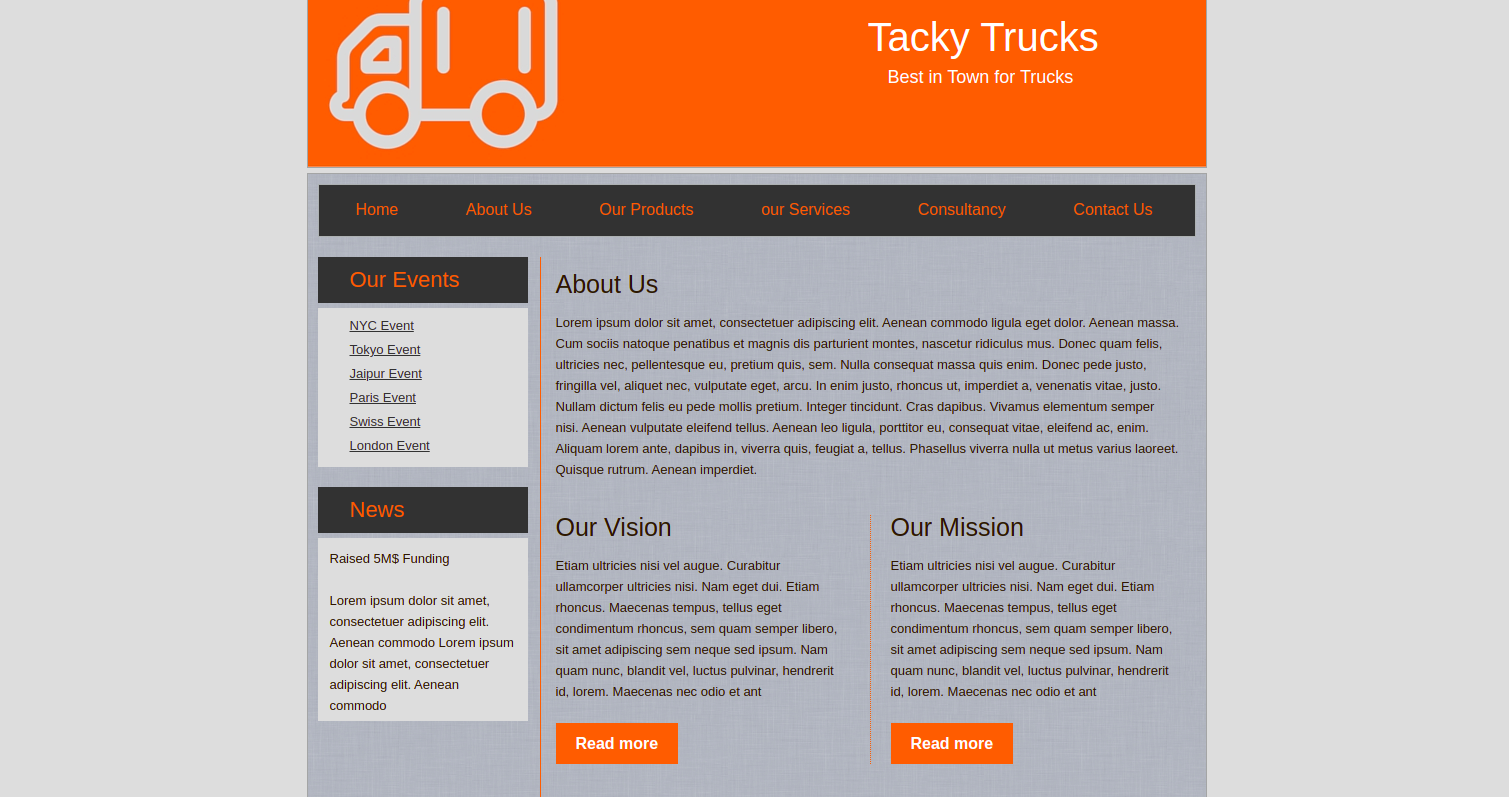 Tacky Trucks
Best in Town for Trucks
Home About Us Our Products our Services Consultancy Contact Us
Our Events
NYC Event
Tokyo Event
Jaipur Event
Paris Event
Swiss Event
London Event
News
Raised 5M$ Funding
Lorem ipsum dolor sit amet,
consectetuer adipiscing elit.
Aenean commodo Lorem ipsum
dolor sit amet, consectetuer
adipiscing elit. Aenean
commodo
About Us
Lorem ipsum dolor sit amet, consectetuer adipiscing elit. Aenean commodo ligula eget dolor. Aenean massa.
Cum sociis natoque penatibus et magnis dis parturient montes, nascetur ridiculus mus. Donec quam felis,
ultricies nec, pellentesque eu, pretium quis, sem. Nulla consequat massa quis enim. Donec pede justo,
fringilla vel, aliquet nec, vulputate eget, arcu. In enim justo, rhoncus ut, imperdiet a, venenatis vitae, justo.
Nullam dictum felis eu pede mollis pretium. Integer tincidunt. Cras dapibus. Vivamus elementum semper
nisi. Aenean vulputate eleifend tellus. Aenean leo ligula, porttitor eu, consequat vitae, eleifend ac, enim.
Aliquam lorem ante, dapibus in, viverra quis, feugiat a, tellus. Phasellus viverra nulla ut metus varius laoreet.
Quisque rutrum. Aenean imperdiet.
Our Vision
Etiam ultricies nisi vel augue. Curabitur
ullamcorper ultricies nisi. Nam eget dui. Etiam
rhoncus. Maecenas tempus, tellus eget
condimentum rhoncus, sem quam semper libero,
sit amet adipiscing sem neque sed ipsum. Nam
quam nunc, blandit vel, luctus pulvinar, hendrerit
id, lorem. Maecenas nec odio et ant
Read more
Our Mission
Etiam ultricies nisi vel augue. Curabitur
ullamcorper ultricies nisi. Nam eget dui. Etiam
rhoncus. Maecenas tempus, tellus eget
condimentum rhoncus, sem quam semper libero,
sit amet adipiscing sem neque sed ipsum. Nam
quam nunc, blandit vel, luctus pulvinar, hendrerit
id, lorem. Maecenas nec odio et ant
Read more